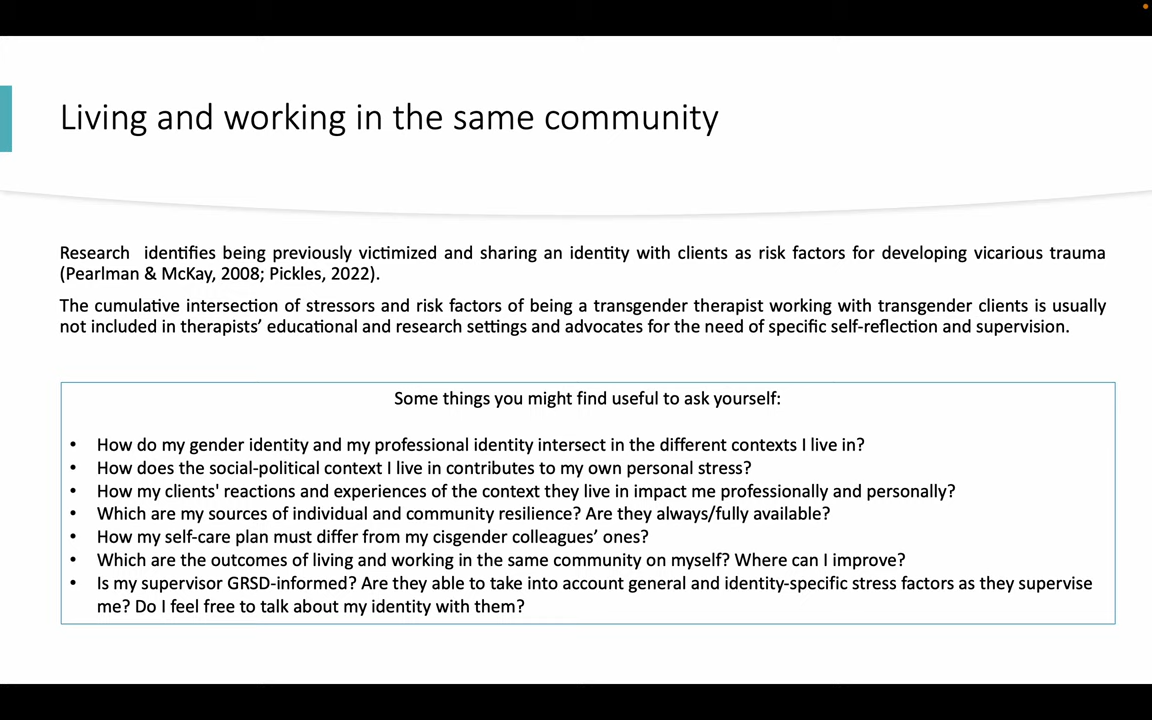 Living and working in the same community
Research identifies being previously victimized and sharing an identity with clients as risk factors for developing vicarious trauma
(Pearlman & McKay, 2008; Pickles, 2022).
The cumulative intersection of stressors and risk factors of being a transgender therapist working with transgender clients is usually
not included in therapists’ educational and research settings and advocates for the need of specific self-reflection and supervision.
Some things you might find useful to ask yourself:
• How do my gender identity and my professional identity intersect in the different contexts I live in?
• How does the social-political context I live in contributes to my own personal stress?
• How my clients' reactions and experiences of the context they live in impact me professionally and personally?
• Which are my sources of individual and community resilience? Are they always/fully available?
• How my self-care plan must differ from my cisgender colleagues’ ones?
• Which are the outcomes of living and working in the same community on myself? Where can I improve?
• Is my supervisor GRSD-informed? Are they able to take into account general and identity-specific stress factors as they supervise
me? Do I feel free to talk about my identity with them?